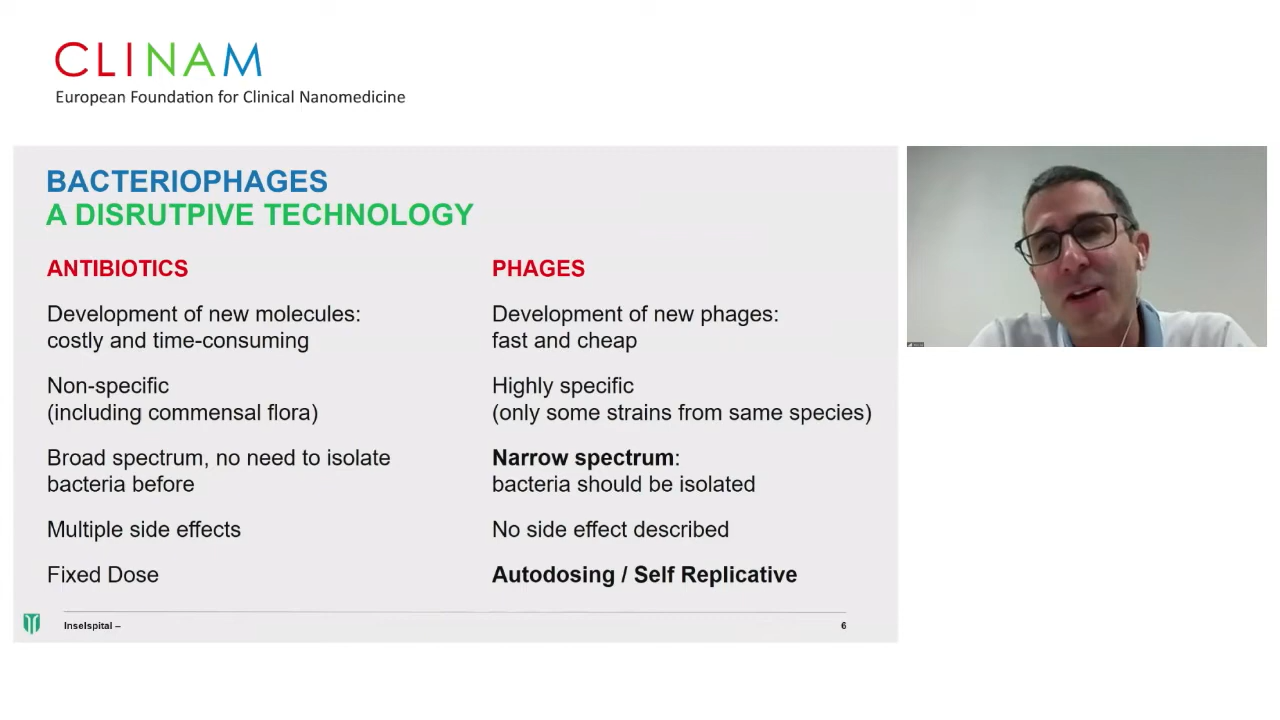 CLINAM
European Foundation for Clinical Nanomedicine
BACTERIOPHAGES
A DISRUTPIVE TECHNOLOGY
ANTIBIOTICS
Development of new molecules:
costly and time-consuming
Non-specific
(including commensal flora)
Broad spectrum, no need to isolate
bacteria before
Multiple side effects
Fixed Dose
PHAGES
Development of new phages:
fast and cheap
Highly specific
(only some strains from same species)
Narrow spectrum:
bacteria should be isolated
No side effect described
Autodosing / Self Replicative
Inselspital –
6